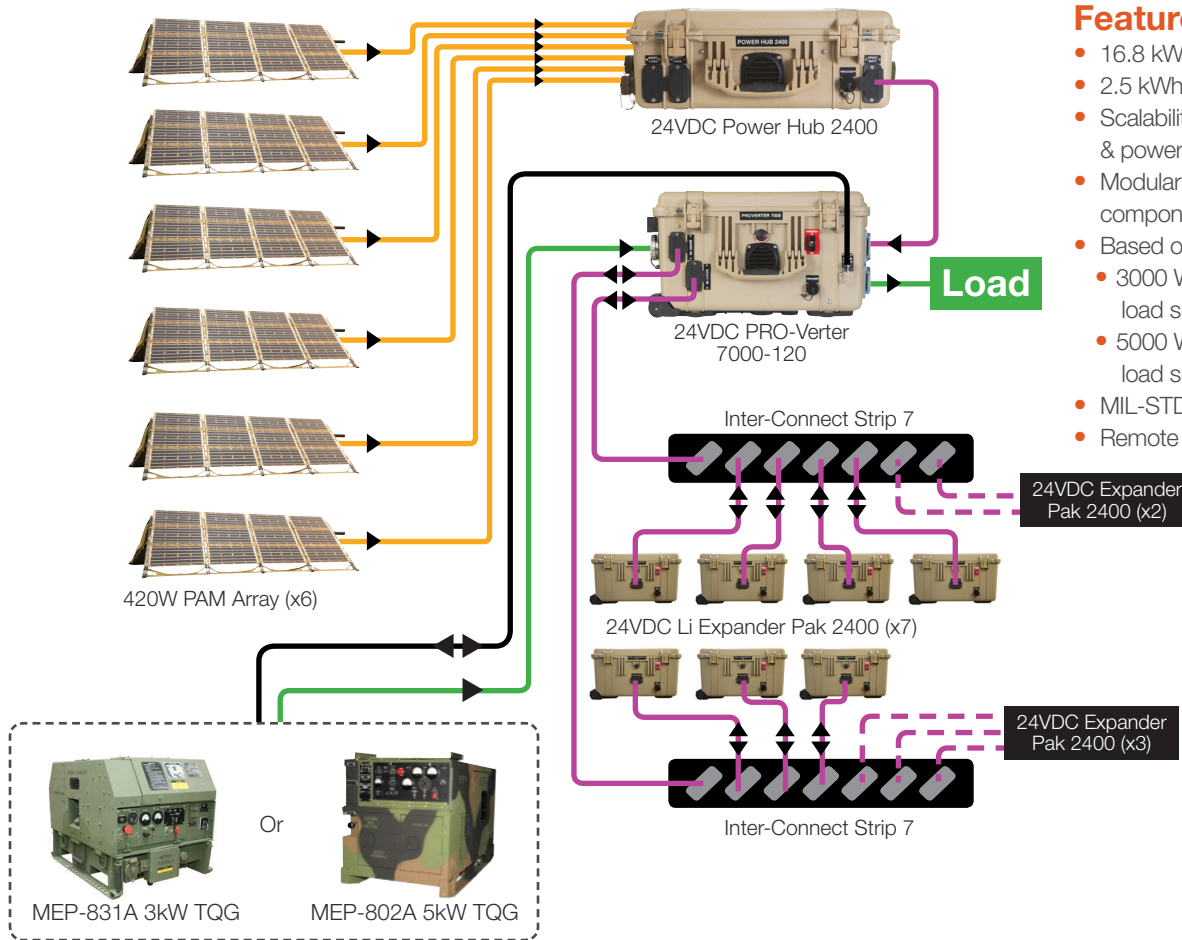 POWER HUB 2400
24VDC Power Hub 2400
PROVERTER 7000
24VDC PRO-Verter
7000-120
Load
Inter-Connect Strip 7
24VDC Expander
Pak 2400 (x2)
420W PAM Array (x6)
24VDC Li Expander Pak 2400 (x7)
24VDC Expander
Pak 2400 (x3)
Inter-Connect Strip 7
Or
MEP-831A 3kW TQG
MEP-802A 5kW TQG
• 16.8 kW
• 2.5 kWh
& power
• Modular
• Based o
• 3000 W
load su
• 5000 W
load su
• MIL-STD
• Remote